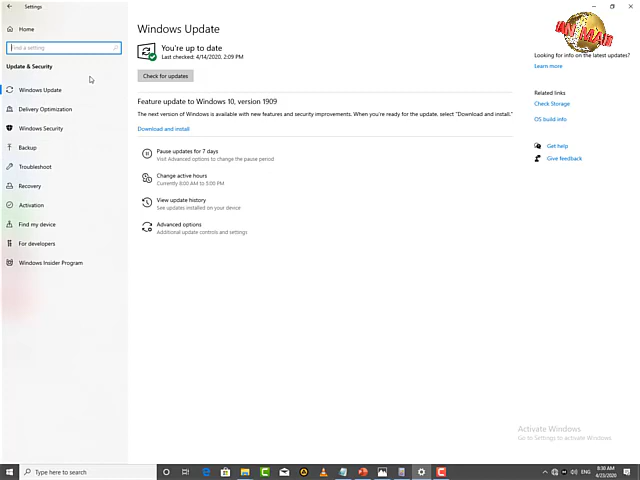 Settings
Home
Find a setting
Update & Security
Windows Update
Delivery Optimization
Windows Security
Backup
Troubleshoot
Recovery
Activation
Find my device
For developers
Windows Insider Program
Windows Update
You're up to date
Last checked: 4/14/2020, 2:09 PM
Check for updates
Feature update to Windows 10, version 1909
The next version of Windows is available with new features and security improvements. When you're ready for the update, select "Download and install."
Download and install
Pause updates for 7 days
Visit Advanced options to change the pause period
Change active hours
Currently 8:00 AM to 5:00 PM
View update history
See updates installed on your device
Advanced options
Additional update controls and settings
Looking for info on the latest updates?
Learn more
Related links
Check Storage
OS build info
Get help
Give feedback
Activate Windows
Go to Settings to activate Windows.
Type here to search
ENG
8:30 AM
4/23/2020